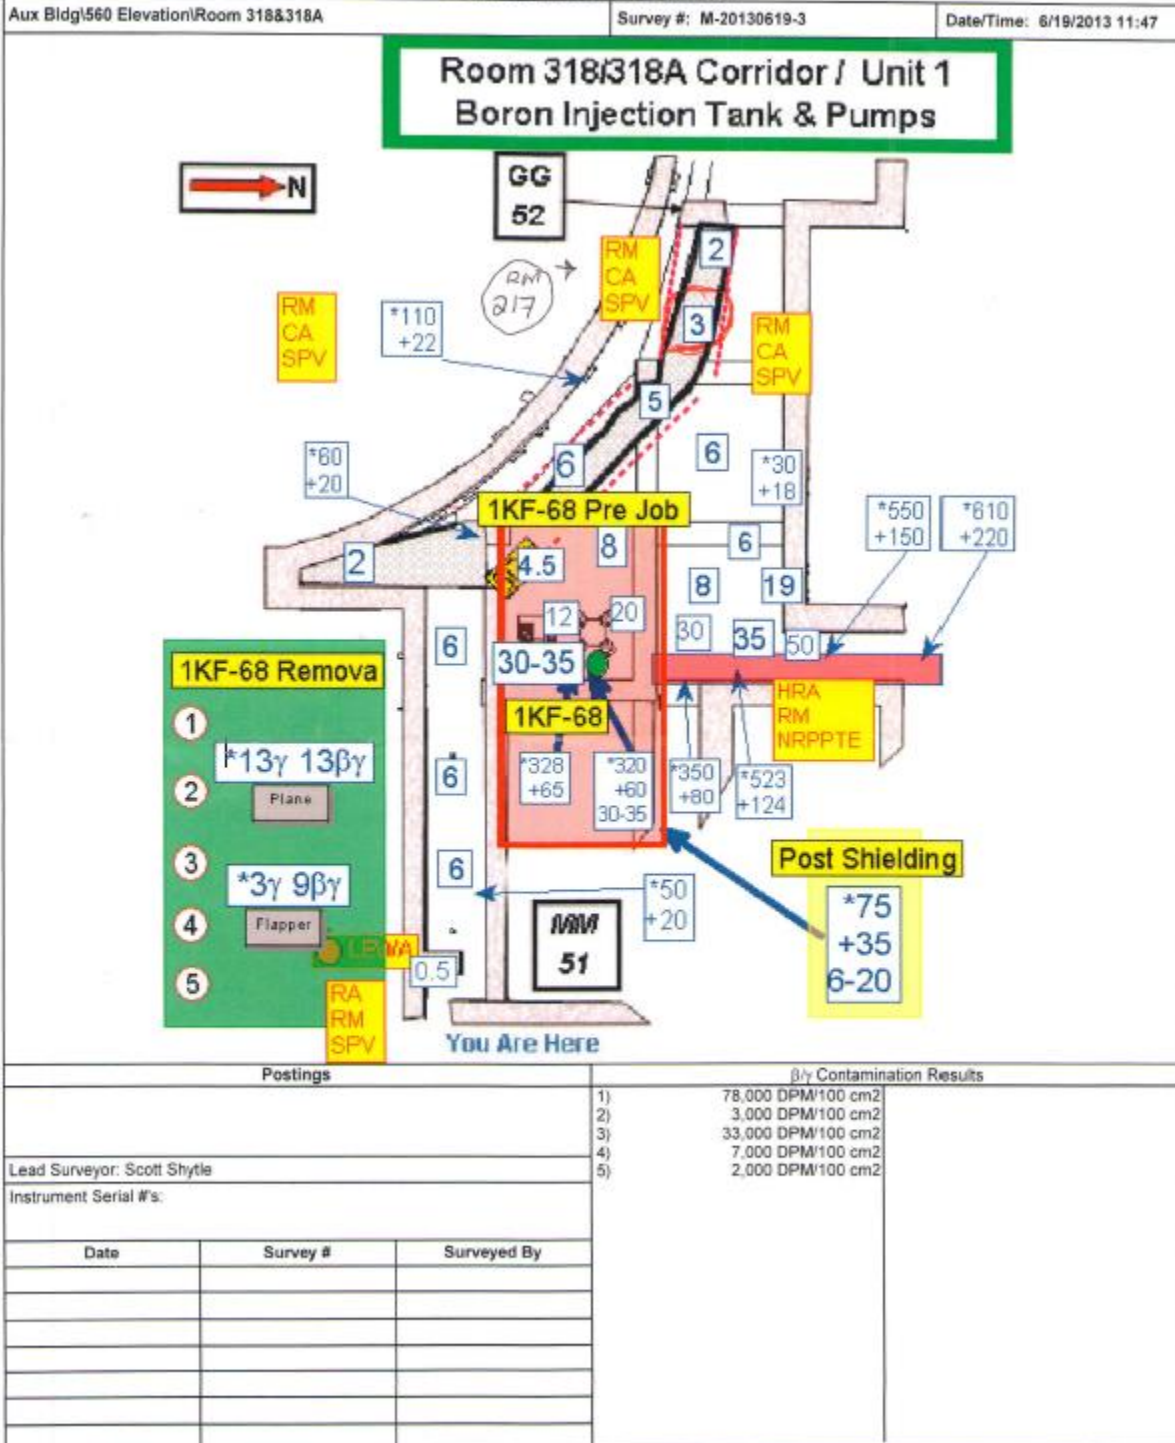 Aux Bldg\560 Elevation\Room 318&318A
Survey #: M-20130619-3
Date/Time: 6/19/2013 11:47
Room 318/318A Corridor / Unit 1
Boron Injection Tank & Pumps
N
GG
52
RM
217
RM
CA
SPV
2
RM
CA
SPV
*110
+22
3
RM
CA
SPV
5
*60
+20
6
6
*30
+18
1KF-68 Pre Job
*550
+150
*610
+220
2
4.5
8
6
8
19
12
20
30
35
50
6
30-35
1KF-68 Remova
1
*13γ 13βγ
2
Plane
3
*3γ 9βγ
4
Flapper
5
1KF-68
HRA
RM
NRPPTE
6
*328
+65
*320
+60
30-35
*350
+80
*523
+124
6
*50
+20
MM
51
Post Shielding
*75
+35
6-20
0.5
RA
RM
SPV
You Are Here
Postings
β/γ Contamination Results
1) 78,000 DPM/100 cm2
2) 3,000 DPM/100 cm2
3) 33,000 DPM/100 cm2
4) 7,000 DPM/100 cm2
5) 2,000 DPM/100 cm2
Lead Surveyor: Scott Shytle
Instrument Serial #'s:
Date
Survey #
Surveyed By